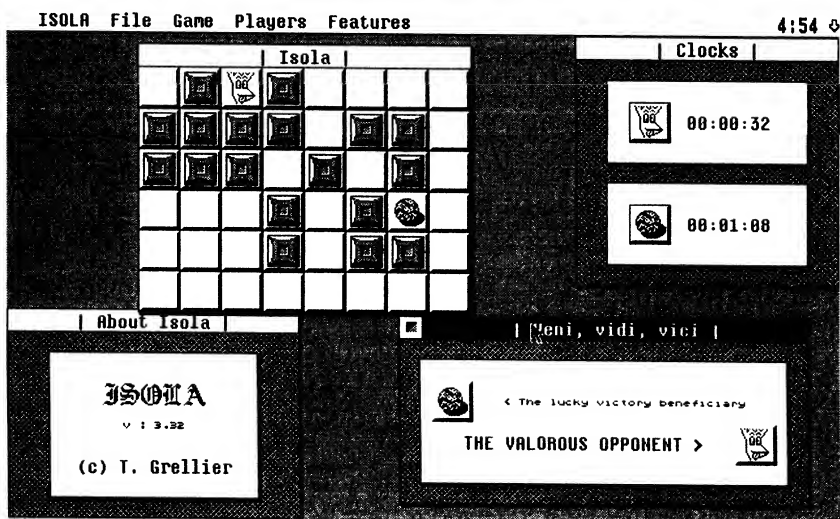 ISOLA File Game Players Features 4:54
Isola
Clocks
00:00:32
00:01:08
About Isola
ISOLA
v : 3.32
(c) T. Grellier
Veni, vidi, vici
< The lucky victory beneficiary
THE VALOROUS OPPONENT >